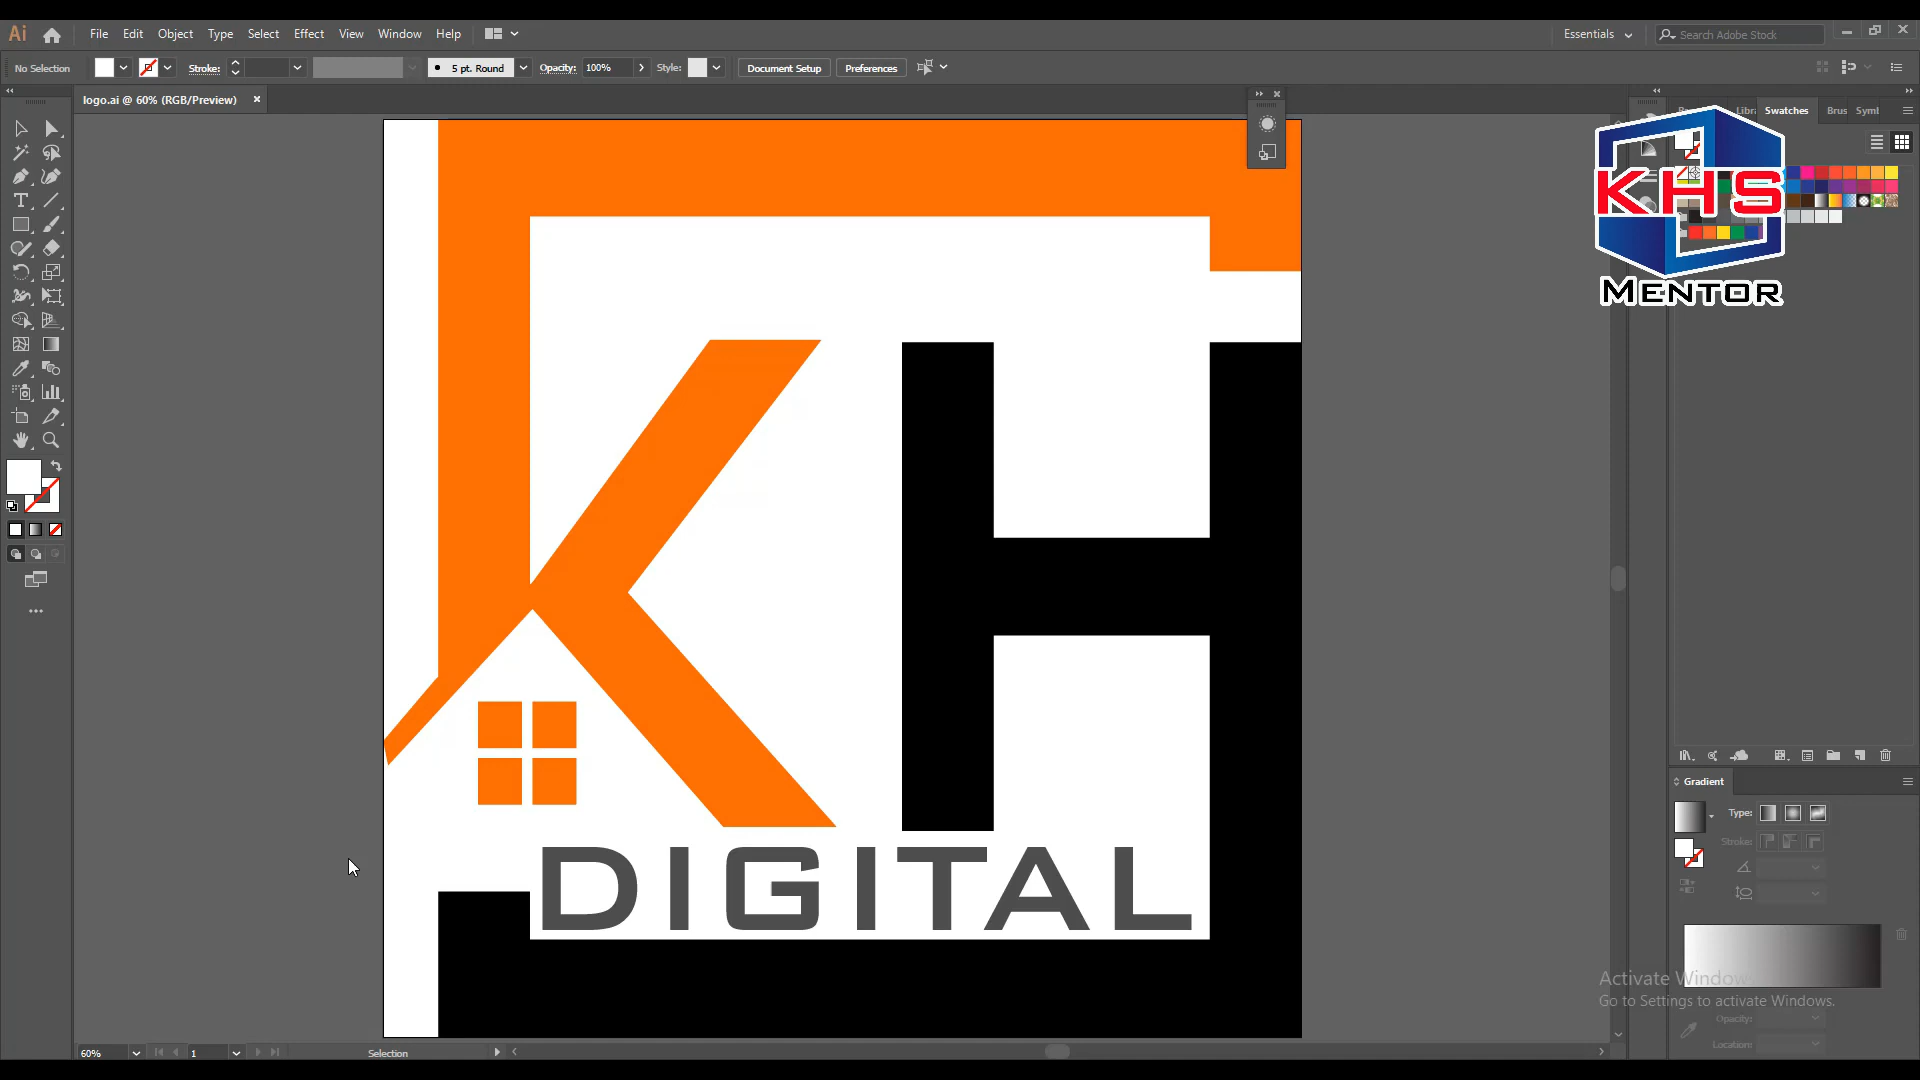 Ai File Edit Object Type Select Effect View Window Help
Essentials
Search Adobe Stock
No Selection Stroke: 5 pt. Round Opacity: 100% Style: Document Setup Preferences
logo.ai @ 60% (RGB/Preview)
Swatches Brus Symb
KHS
MENTOR
KH
DIGITAL
Gradient
Type:
Stroke:
Activate Windows
Go to Settings to activate Windows.
Opacity:
Location:
60% 1 Selection